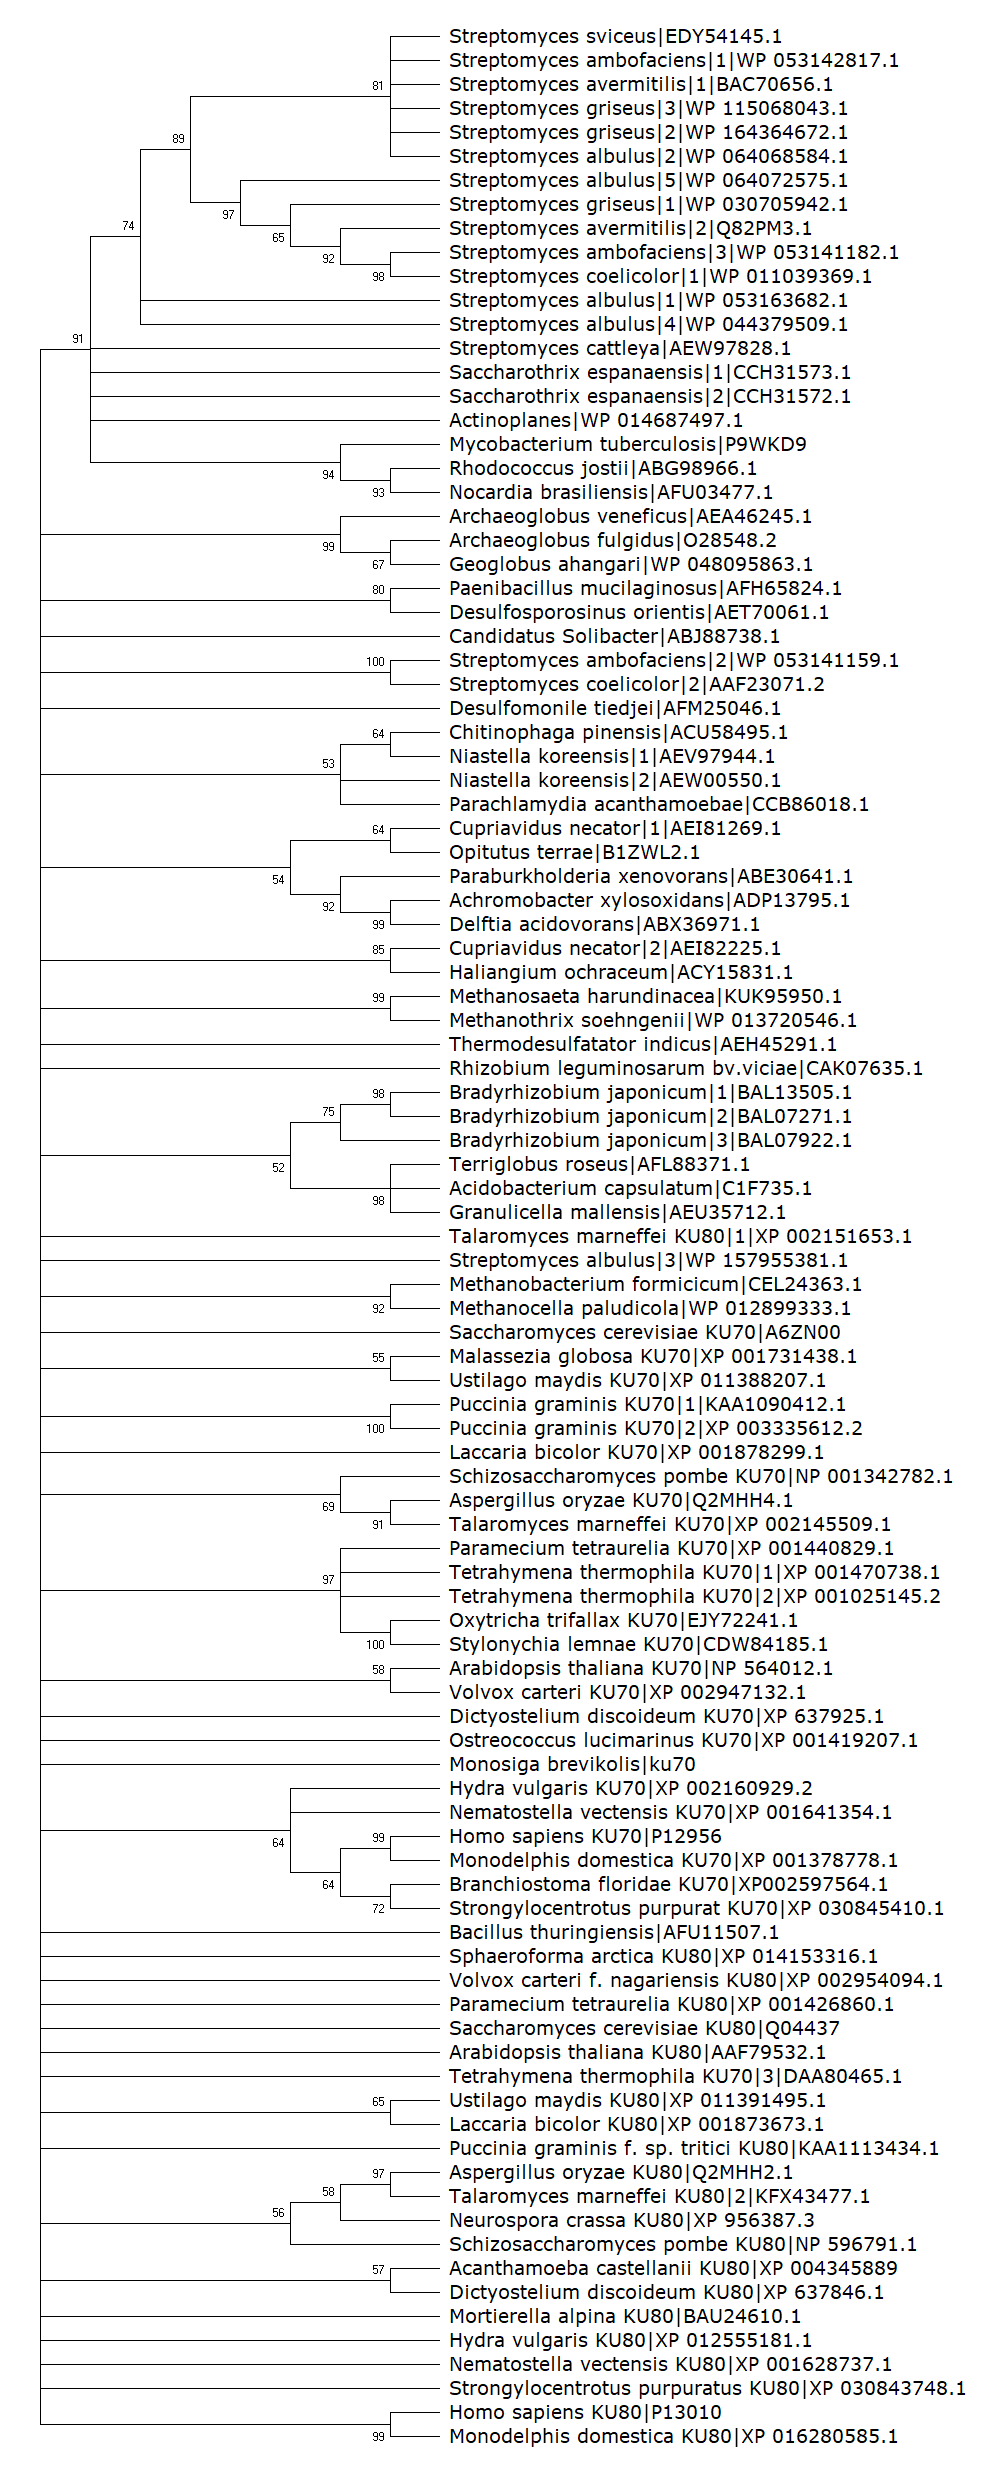 Streptomyces sviceus|EDY54145.1
Streptomyces ambofaciens|1|WP 053142817.1
81
Streptomyces avermitilis|1|BAC70656.1
Streptomyces griseus|3|WP 115068043.1
Streptomyces griseus|2|WP 164364672.1
89
Streptomyces albulus|2|WP 064068584.1
Streptomyces albulus|5|WP 064072575.1
97
Streptomyces griseus|1|WP 030705942.1
74
65
Streptomyces avermitilis|2|Q82PM3.1
92
Streptomyces ambofaciens|3|WP 053141182.1
98
Streptomyces coelicolor|1|WP 011039369.1
Streptomyces albulus|1|WP 053163682.1
Streptomyces albulus|4|WP 044379509.1
91
Streptomyces cattleya|AEW97828.1
Saccharothrix espanaensis|1|CCH31573.1
Saccharothrix espanaensis|2|CCH31572.1
Actinoplanes|WP 014687497.1
Mycobacterium tuberculosis|P9WKD9
94
Rhodococcus jostii|ABG98966.1
93
Nocardia brasiliensis|AFU03477.1
Archaeoglobus veneficus|AEA46245.1
99
Archaeoglobus fulgidus|O28548.2
67
Geoglobus ahangari|WP 048095863.1
80
Paenibacillus mucilaginosus|AFH65824.1
Desulfosporosinus orientis|AET70061.1
Candidatus Solibacter|ABJ88738.1
100
Streptomyces ambofaciens|2|WP 053141159.1
Streptomyces coelicolor|2|AAF23071.2
Desulfomonile tiedjei|AFM25046.1
64
Chitinophaga pinensis|ACU58495.1
53
Niastella koreensis|1|AEV97944.1
Niastella koreensis|2|AEW00550.1
Parachlamydia acanthamoebae|CCB86018.1
64
Cupriavidus necator|1|AEI81269.1
Opitutus terrae|B1ZWL2.1
54
Paraburkholderia xenovorans|ABE30641.1
92
Achromobacter xylosoxidans|ADP13795.1
99
Delftia acidovorans|ABX36971.1
85
Cupriavidus necator|2|AEI82225.1
Haliangium ochraceum|ACY15831.1
99
Methanosaeta harundinacea|KUK95950.1
Methanothrix soehngenii|WP 013720546.1
Thermodesulfatator indicus|AEH45291.1
Rhizobium leguminosarum bv.viciae|CAK07635.1
98
Bradyrhizobium japonicum|1|BAL13505.1
75
Bradyrhizobium japonicum|2|BAL07271.1
Bradyrhizobium japonicum|3|BAL07922.1
52
Terriglobus roseus|AFL88371.1
98
Acidobacterium capsulatum|C1F735.1
Granulicella mallensis|AEU35712.1
Talaromyces marneffei KU80|1|XP 002151653.1
Streptomyces albulus|3|WP 157955381.1
Methanobacterium formicicum|CEL24363.1
92
Methanocella paludicola|WP 012899333.1
Saccharomyces cerevisiae KU70|A6ZN00
55
Malassezia globosa KU70|XP 001731438.1
Ustilago maydis KU70|XP 011388207.1
Puccinia graminis KU70|1|KAA1090412.1
100
Puccinia graminis KU70|2|XP 003335612.2
Laccaria bicolor KU70|XP 001878299.1
Schizosaccharomyces pombe KU70|NP 001342782.1
69
Aspergillus oryzae KU70|Q2MHH4.1
91
Talaromyces marneffei KU70|XP 002145509.1
Paramecium tetraurelia KU70|XP 001440829.1
97
Tetrahymena thermophila KU70|1|XP 001470738.1
Tetrahymena thermophila KU70|2|XP 001025145.2
Oxytricha trifallax KU70|EJY72241.1
100
Stylonychia lemnae KU70|CDW84185.1
58
Arabidopsis thaliana KU70|NP 564012.1
Volvox carteri KU70|XP 002947132.1
Dictyostelium discoideum KU70|XP 637925.1
Ostreococcus lucimarinus KU70|XP 001419207.1
Monosiga brevikolis|ku70
Hydra vulgaris KU70|XP 002160929.2
Nematostella vectensis KU70|XP 001641354.1
64
99
Homo sapiens KU70|P12956
Monodelphis domestica KU70|XP 001378778.1
64
Branchiostoma floridae KU70|XP002597564.1
72
Strongylocentrotus purpurat KU70|XP 030845410.1
Bacillus thuringiensis|AFU11507.1
Sphaeroforma arctica KU80|XP 014153316.1
Volvox carteri f. nagariensis KU80|XP 002954094.1
Paramecium tetraurelia KU80|XP 001426860.1
Saccharomyces cerevisiae KU80|Q04437
Arabidopsis thaliana KU80|AAF79532.1
Tetrahymena thermophila KU70|3|DAA80465.1
65
Ustilago maydis KU80|XP 011391495.1
Laccaria bicolor KU80|XP 001873673.1
Puccinia graminis f. sp. tritici KU80|KAA1113434.1
97
Aspergillus oryzae KU80|Q2MHH2.1
58
Talaromyces marneffei KU80|2|KFX43477.1
56
Neurospora crassa KU80|XP 956387.3
Schizosaccharomyces pombe KU80|NP 596791.1
57
Acanthamoeba castellanii KU80|XP 004345889
Dictyostelium discoideum KU80|XP 637846.1
Mortierella alpina KU80|BAU24610.1
Hydra vulgaris KU80|XP 012555181.1
Nematostella vectensis KU80|XP 001628737.1
Strongylocentrotus purpuratus KU80|XP 030843748.1
Homo sapiens KU80|P13010
99
Monodelphis domestica KU80|XP 016280585.1